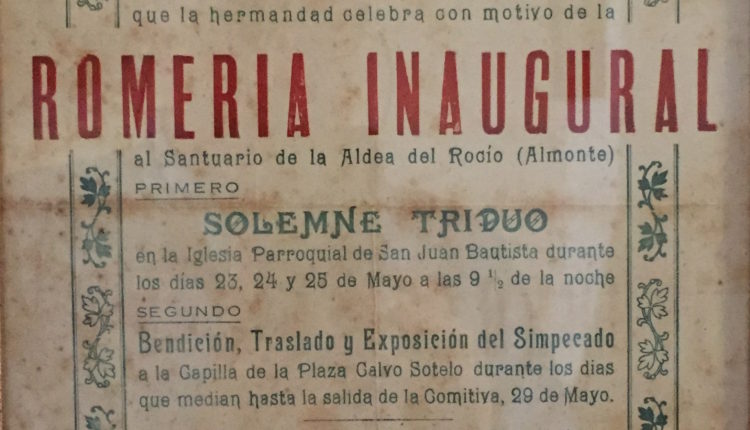 que la hermandad celebra con motivo de la
ROMERIA INAUGURAL
al Santuario de la Aldea del Rocío (Almonte)
PRIMERO
SOLEMNE TRIDUO
en la Iglesia Parroquial de San Juan Bautista durante
los días 23, 24 y 25 de Mayo a las 9 ½ de la noche
SEGUNDO
Bendición, Traslado y Exposición del Simpecado
a la Capilla de la Plaza Calvo Sotelo durante los dias
que median hasta la salida de la Comitiva, 29 de Mayo.